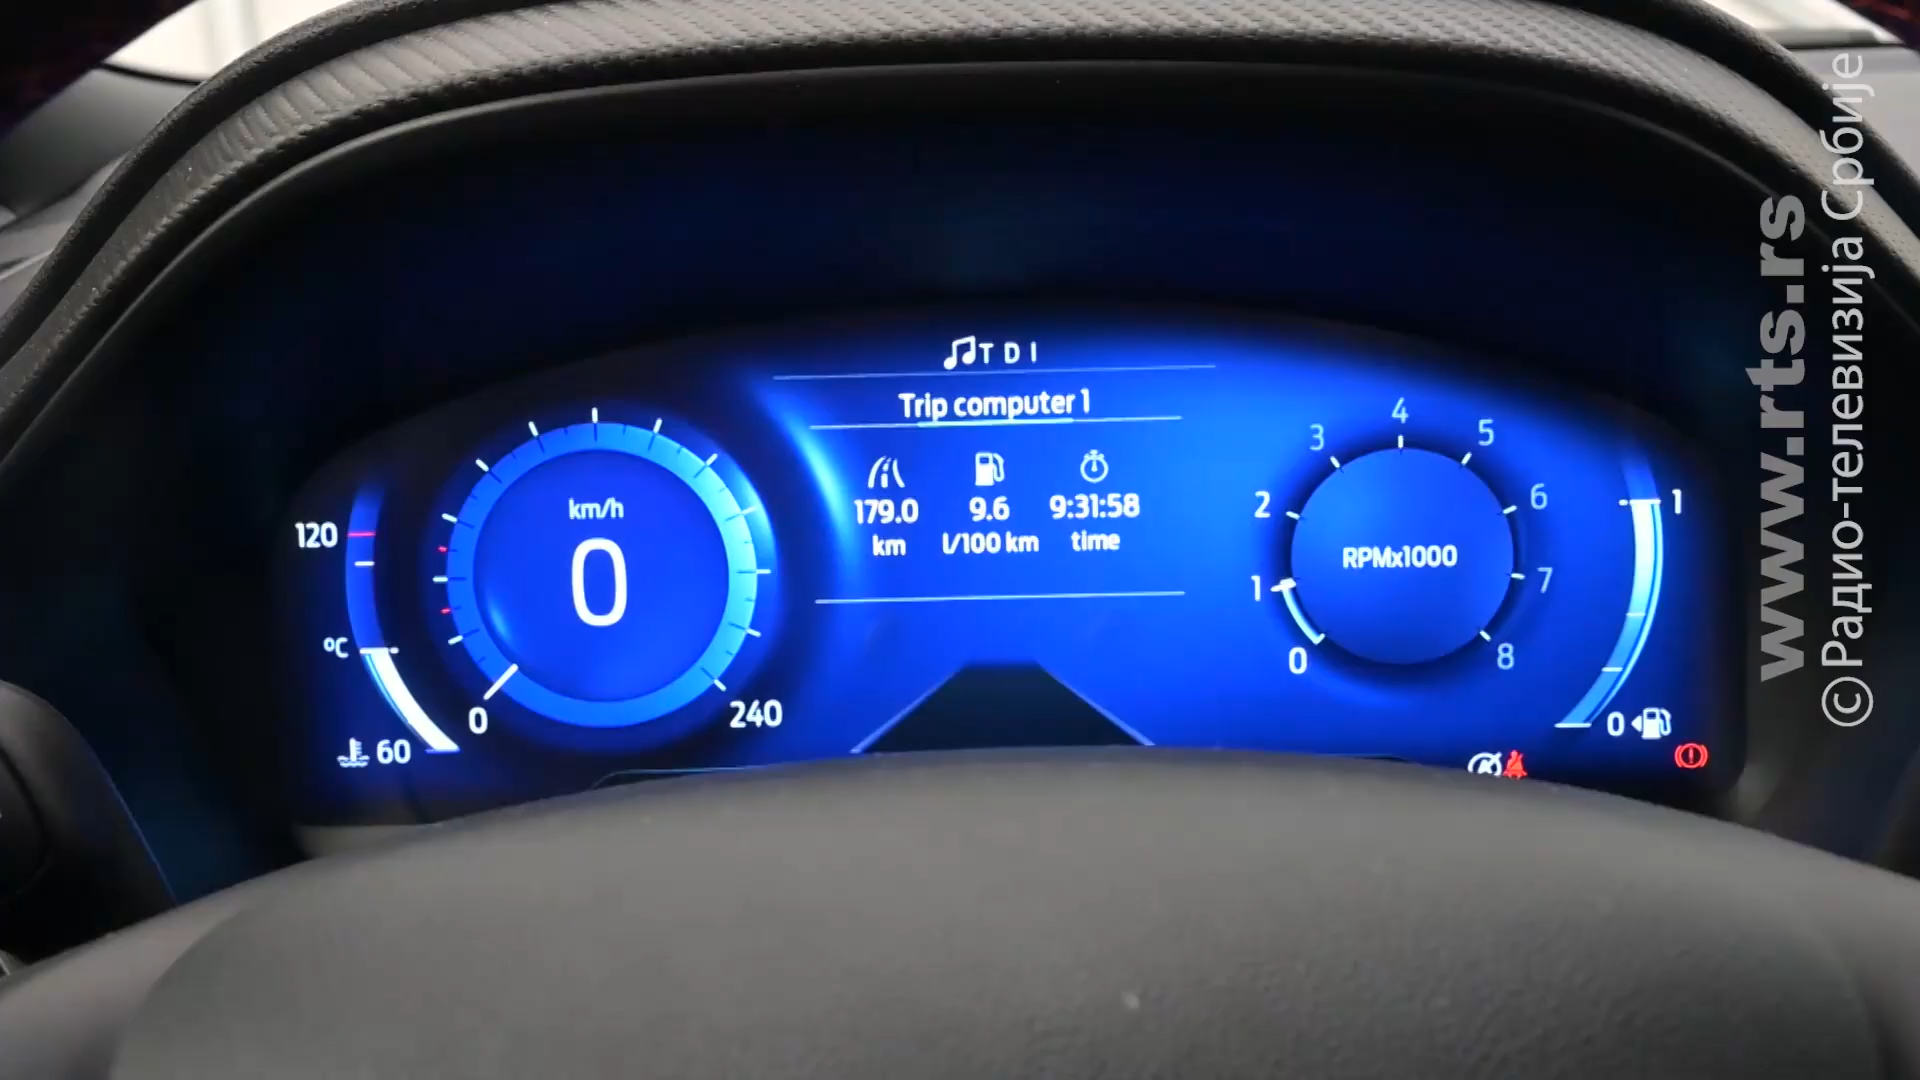 T D I
Trip computer 1
179.0 9.6 9:31:58
km l/100 km time
120
°C
60
km/h
0
0
240
RPMx1000
0
1
2
3
4
5
6
7
8
1
0
www.rts.rs
© Радио-телевизија Србије